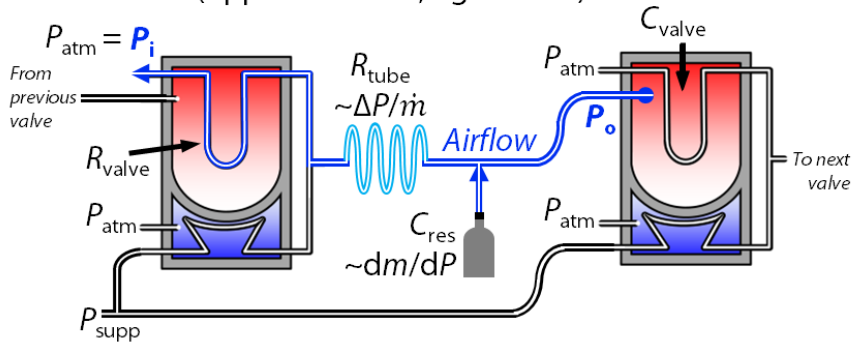 P_atm = P_i
From
previous
valve
R_valve
P_atm
P_supp
R_tube
~ΔP/ṁ
Airflow
C_res
~dm/dP
C_valve
P_atm
P_o
P_atm
To next
valve